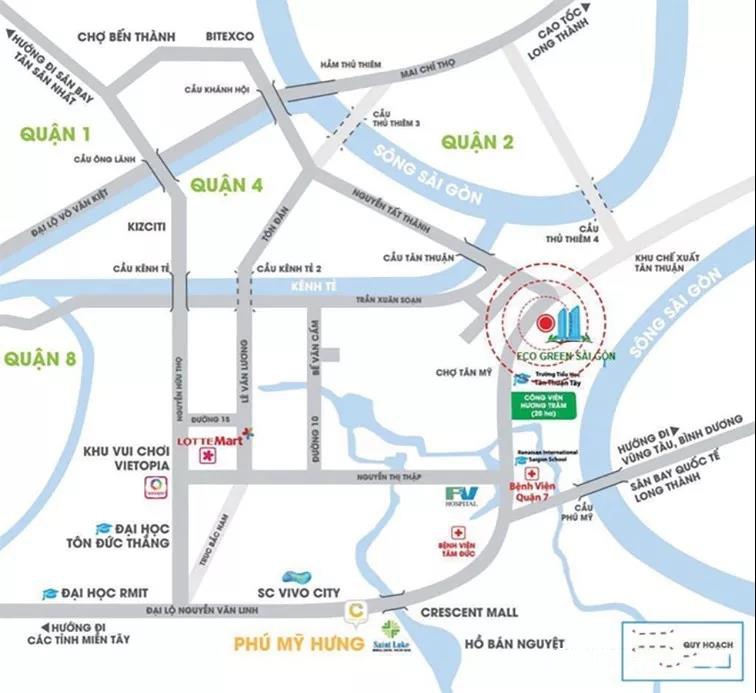 CHỢ BẾN THÀNH
BITEXCO
CAO TỐC
LONG THÀNH
HƯỚNG ĐI SÂN BAY
TÂN SÂN NHẤT
HẦM THỦ THIÊM
MAI CHÍ THỌ
CẦU KHÁNH HỘI
QUẬN 1
CẦU
THỦ THIÊM 3
QUẬN 2
CẦU ÔNG LÃNH
SÔNG SÀI GÒN
QUẬN 4
ĐẠI LỘ VÕ VĂN KIỆT
NGUYỄN TẤT THÀNH
TÔN ĐẢN
KIZCITI
CẦU
THỦ THIÊM 4
CẦU TÂN THUẬN
KHU CHẾ XUẤT
TÂN THUẬN
CẦU KÊNH TẺ
CẦU KÊNH TẺ 2
KÊNH TẺ
TRẦN XUÂN SOẠN
SÔNG SÀI GÒN
QUẬN 8
ECO GREEN SÀI GÒN
BẾ VĂN CẤM
CHỢ TÂN MỸ
NGUYỄN HỮU THỌ
LÊ VĂN LƯƠNG
Trường Tiểu Học
Tân Thuận Tây
CÔNG VIÊN
HƯƠNG TRÀM
(20 ha)
ĐƯỜNG 15
ĐƯỜNG 10
LOTTE Mart
HƯỚNG ĐI
VŨNG TÀU, BÌNH DƯƠNG
KHU VUI CHƠI
VIETOPIA
Renaissan International
Saigon School
NGUYỄN THỊ THẬP
Bệnh Viện
Quận 7
SÂN BAY QUỐC TẾ
LONG THÀNH
FV
HOSPITAL
CẦU
PHÚ MỸ
ĐẠI HỌC
TÔN ĐỨC THẮNG
TRỤC BẮC NAM
BỆNH VIỆN
TÂM ĐỨC
SC VIVO CITY
ĐẠI HỌC RMIT
ĐẠI LỘ NGUYỄN VĂN LINH
C
CRESCENT MALL
HƯỚNG ĐI
CÁC TỈNH MIỀN TÂY
PHÚ MỸ HƯNG
Saint Luke
HỒ BÁN NGUYỆT
QUY HOẠCH